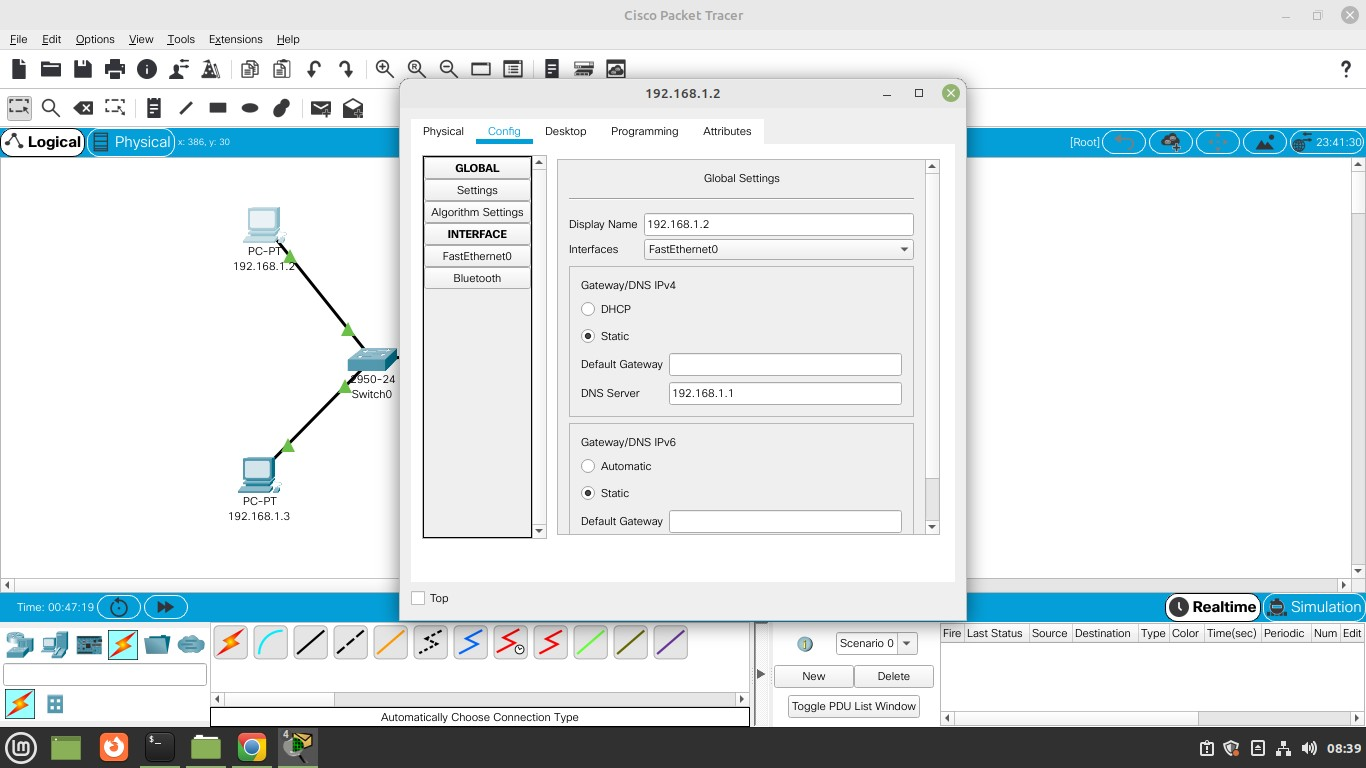 Cisco Packet Tracer
File Edit Options View Tools Extensions Help
?
192.168.1.2
Logical Physical x: 386, y: 30
[Root] 23:41:30
Physical Config Desktop Programming Attributes
GLOBAL
Settings
Algorithm Settings
INTERFACE
FastEthernet0
Bluetooth
Global Settings
Display Name 192.168.1.2
Interfaces FastEthernet0
Gateway/DNS IPv4
DHCP
Static
Default Gateway
DNS Server 192.168.1.1
Gateway/DNS IPv6
Automatic
Static
Default Gateway
Top
PC-PT
192.168.1.2
2950-24
Switch0
PC-PT
192.168.1.3
Time: 00:47:19
Realtime Simulation
Scenario 0
New Delete
Toggle PDU List Window
Fire Last Status Source Destination Type Color Time(sec) Periodic Num Edit
Automatically Choose Connection Type
4
08:39